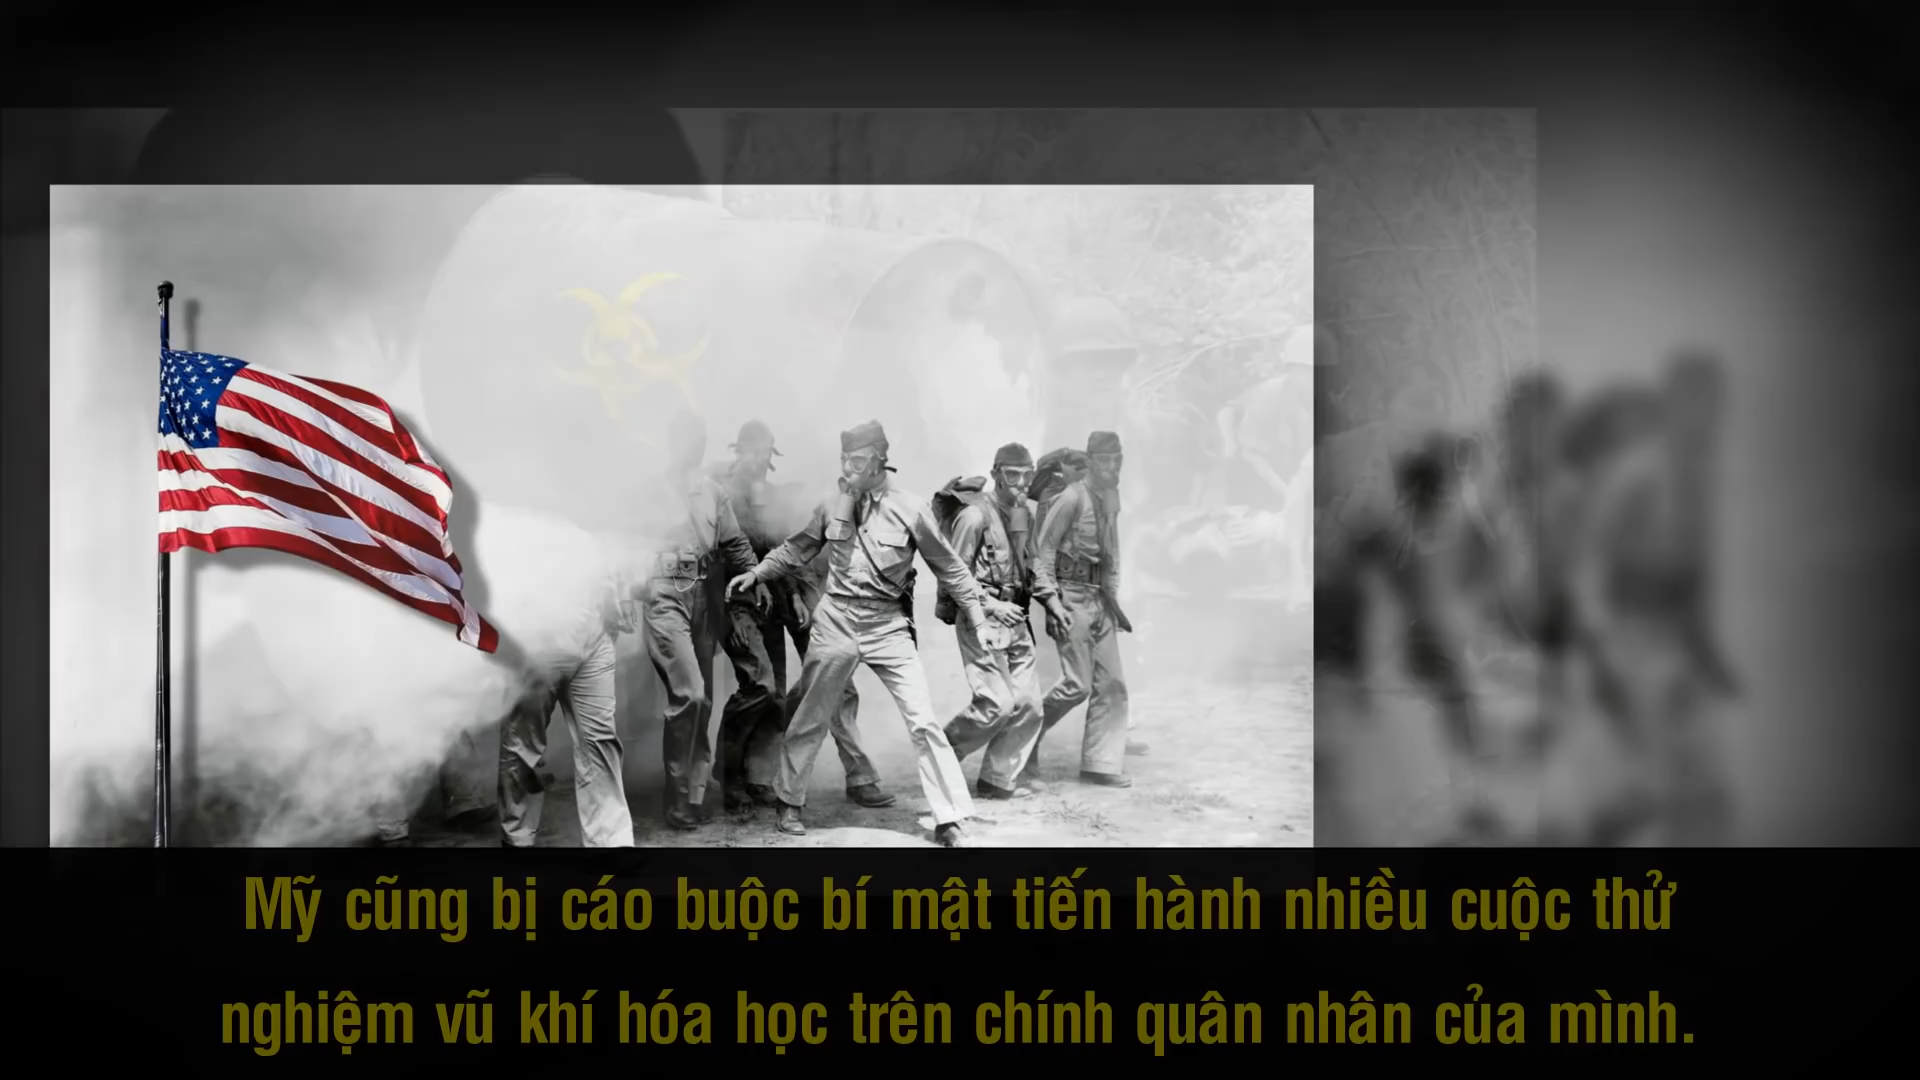 Mỹ cũng bị cáo buộc bí mật tiến hành nhiều cuộc thử
nghiệm vũ khí hóa học trên chính quân nhân của mình.